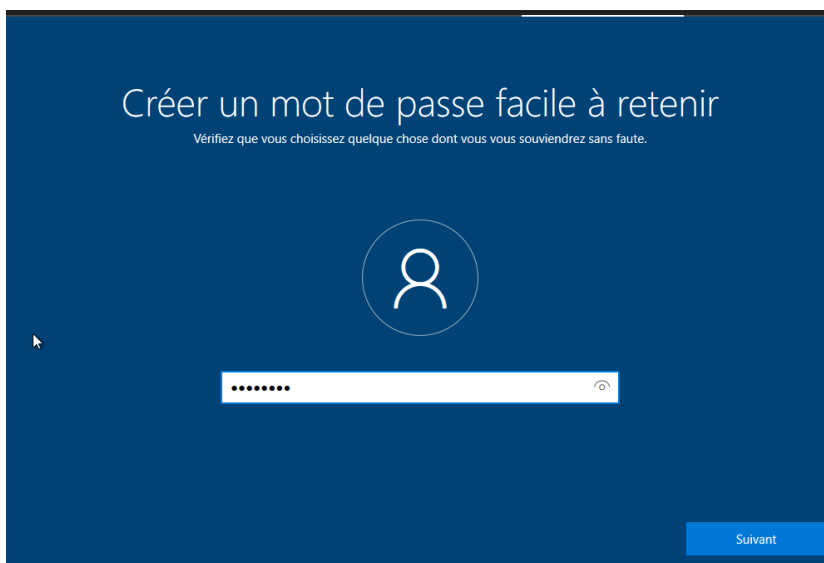 Créer un mot de passe facile à retenir
Vérifiez que vous choisissez quelque chose dont vous vous souviendrez sans faute.
••••••••
Suivant